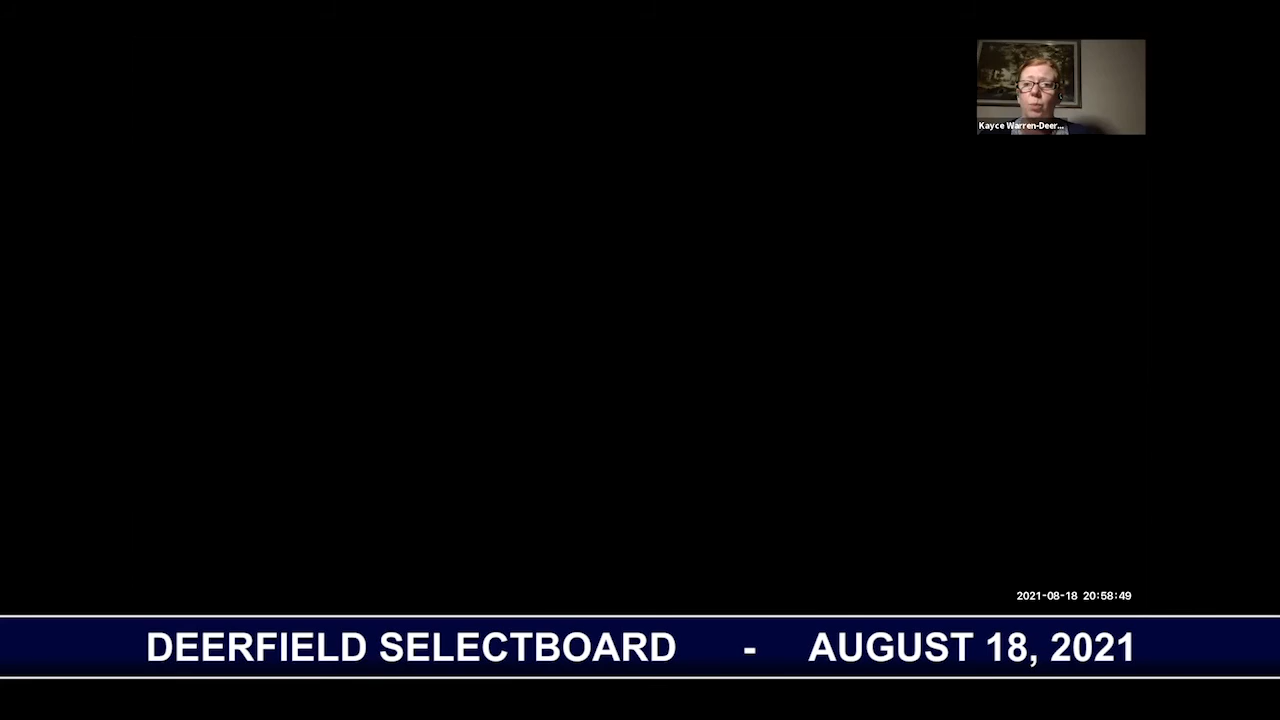 Kayce Warren-Deer...
2021-08-18 20:58:49
DEERFIELD SELECTBOARD - AUGUST 18, 2021